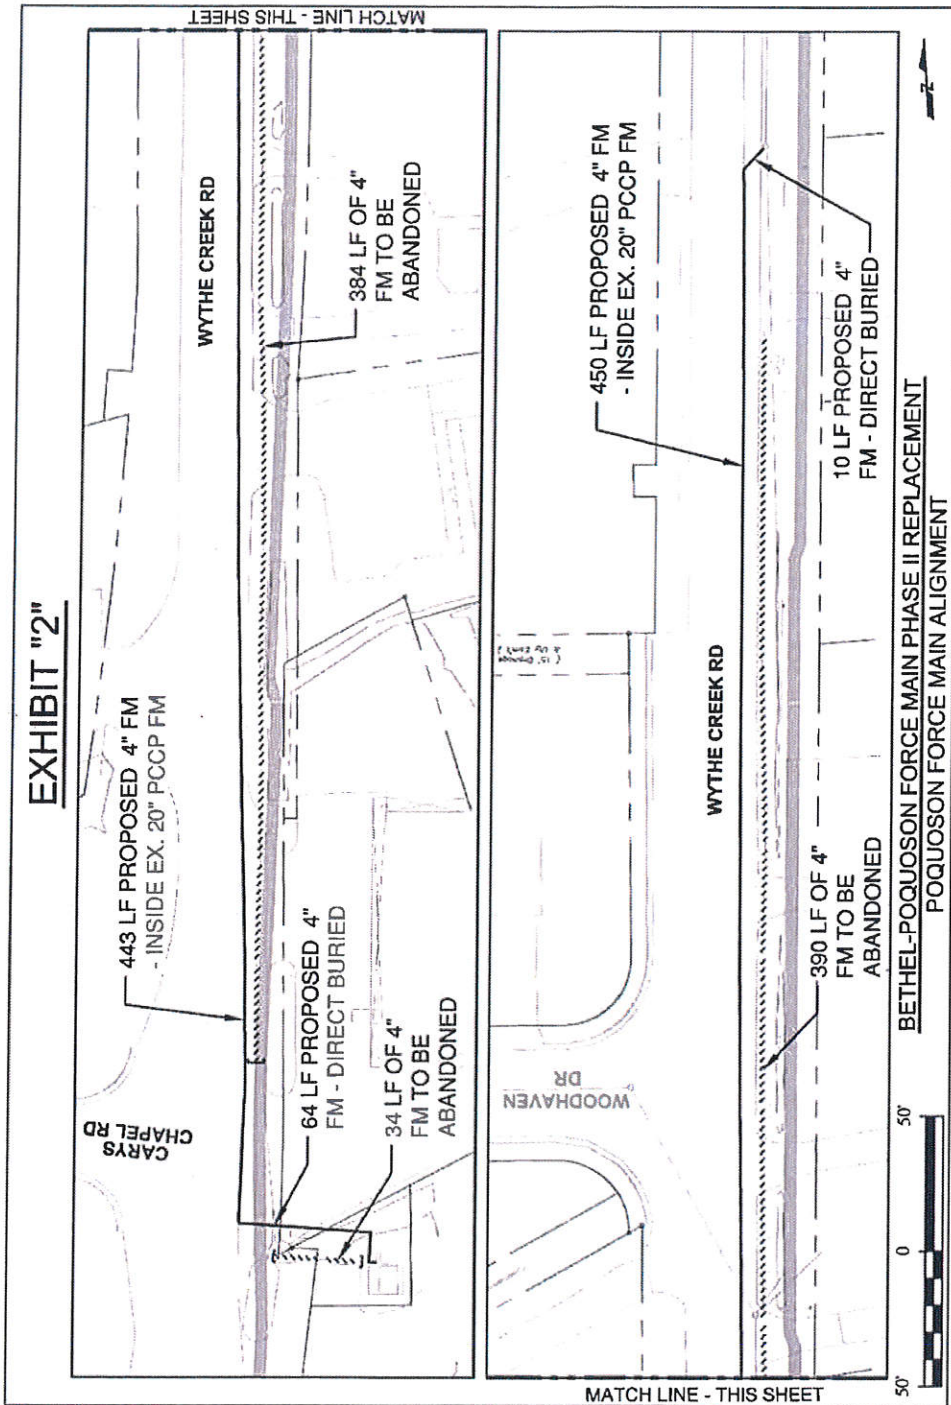 EXHIBIT "2"
MATCH LINE - THIS SHEET
WYTHE CREEK RD
CARYS
CHAPEL RD
443 LF PROPOSED 4" FM
- INSIDE EX. 20" PCCP FM
384 LF OF 4"
FM TO BE
ABANDONED
64 LF PROPOSED 4"
FM - DIRECT BURIED
34 LF OF 4"
FM TO BE
ABANDONED
450 LF PROPOSED 4" FM
- INSIDE EX. 20" PCCP FM
WYTHE CREEK RD
WOODHAVEN
DR
10 LF PROPOSED 4"
FM - DIRECT BURIED
390 LF OF 4"
FM TO BE
ABANDONED
MATCH LINE - THIS SHEET
50'
0
50'
BETHEL-POQUOSON FORCE MAIN PHASE II REPLACEMENT
POQUOSON FORCE MAIN ALIGNMENT